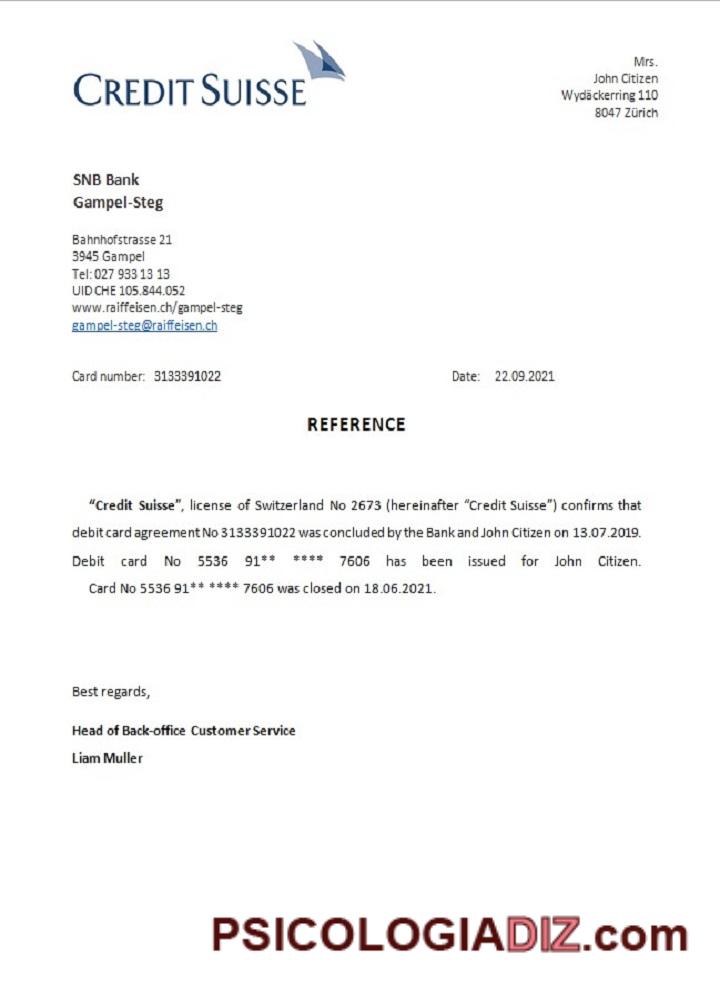 CREDIT SUISSE
Mrs.
John Citizen
Wydäckerring 110
8047 Zürich
SNB Bank
Gampel-Steg
Bahnhofstrasse 21
3945 Gampel
Tel: 027 933 13 13
UID CHE 105.844.052
www.raiffeisen.ch/gampel-steg
gampel-steg@raiffeisen.ch
Card number: 3133391022 Date: 22.09.2021
REFERENCE
“Credit Suisse”, license of Switzerland No 2673 (hereinafter “Credit Suisse”) confirms that
debit card agreement No 3133391022 was concluded by the Bank and John Citizen on 13.07.2019.
Debit card No 5536 91** **** 7606 has been issued for John Citizen.
Card No 5536 91** **** 7606 was closed on 18.06.2021.
Best regards,
Head of Back-office Customer Service
Liam Muller
PSICOLOGIADIZ.com